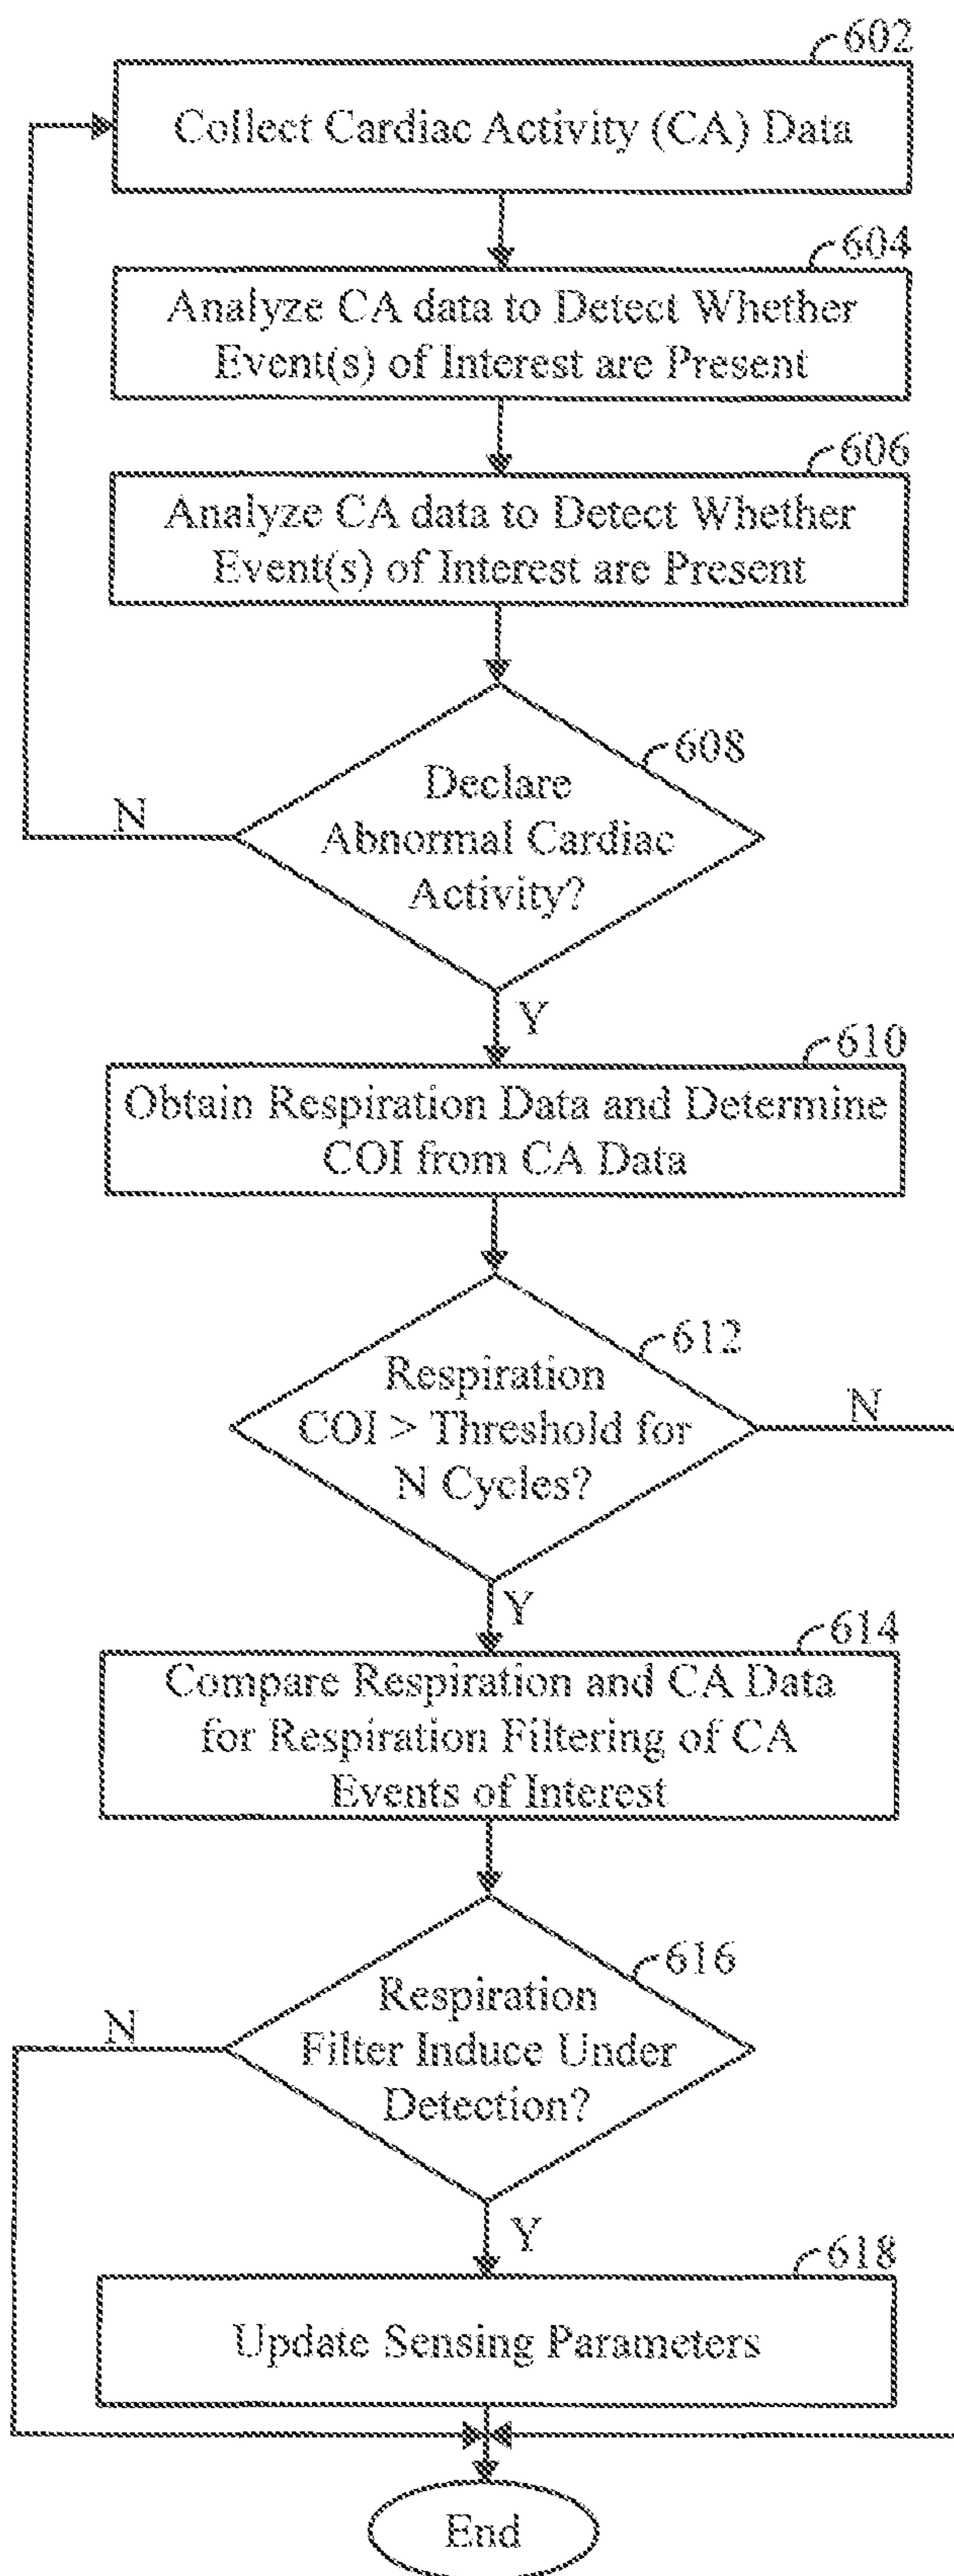 602
Collect Cardiac Activity (CA) Data
604
Analyze CA data to Detect Whether
Event(s) of Interest are Present
606
Analyze CA data to Detect Whether
Event(s) of Interest are Present
608
Declare
Abnormal Cardiac
Activity?
N
Y
610
Obtain Respiration Data and Determine
COI from CA Data
612
Respiration
COI > Threshold for
N Cycles?
N
Y
614
Compare Respiration and CA Data
for Respiration Filtering of CA
Events of Interest
616
Respiration
Filter Induce Under
Detection?
N
Y
618
Update Sensing Parameters
End